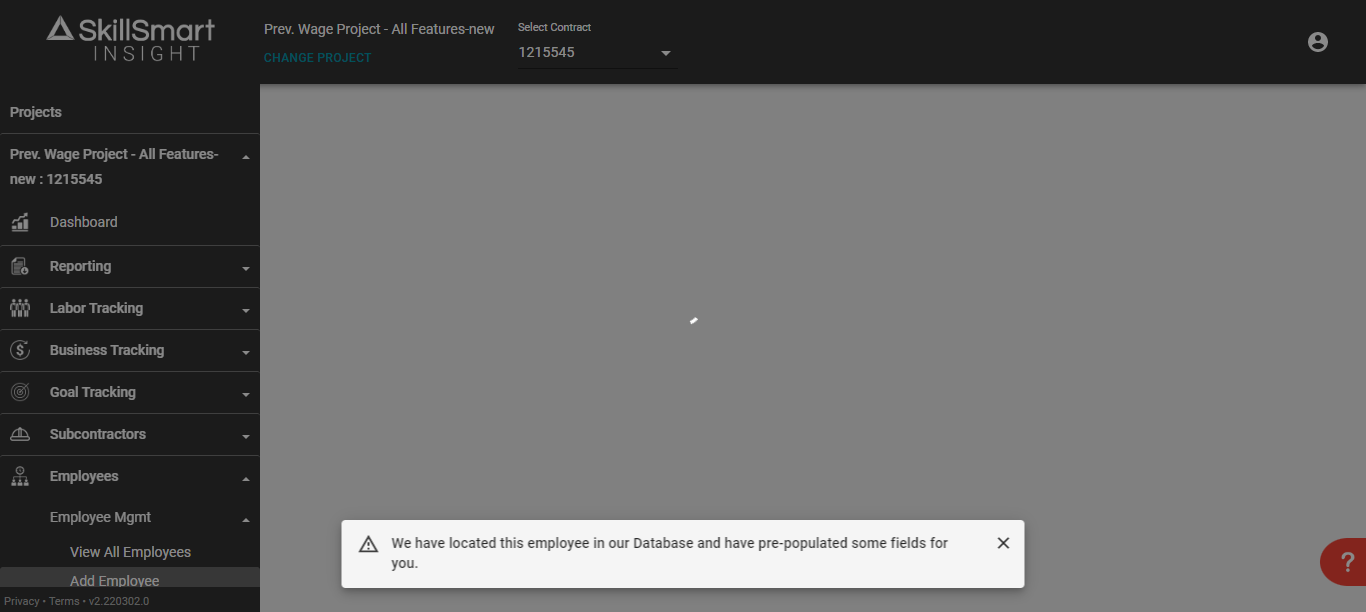 SkillSmart
INSIGHT
Prev. Wage Project - All Features-new
CHANGE PROJECT
Select Contract
1215545
Projects
Prev. Wage Project - All Features-
new : 1215545
Dashboard
Reporting
Labor Tracking
Business Tracking
Goal Tracking
Subcontractors
Employees
Employee Mgmt
View All Employees
Add Employee
Privacy • Terms • v2.220302.0
We have located this employee in our Database and have pre-populated some fields for
you.
?